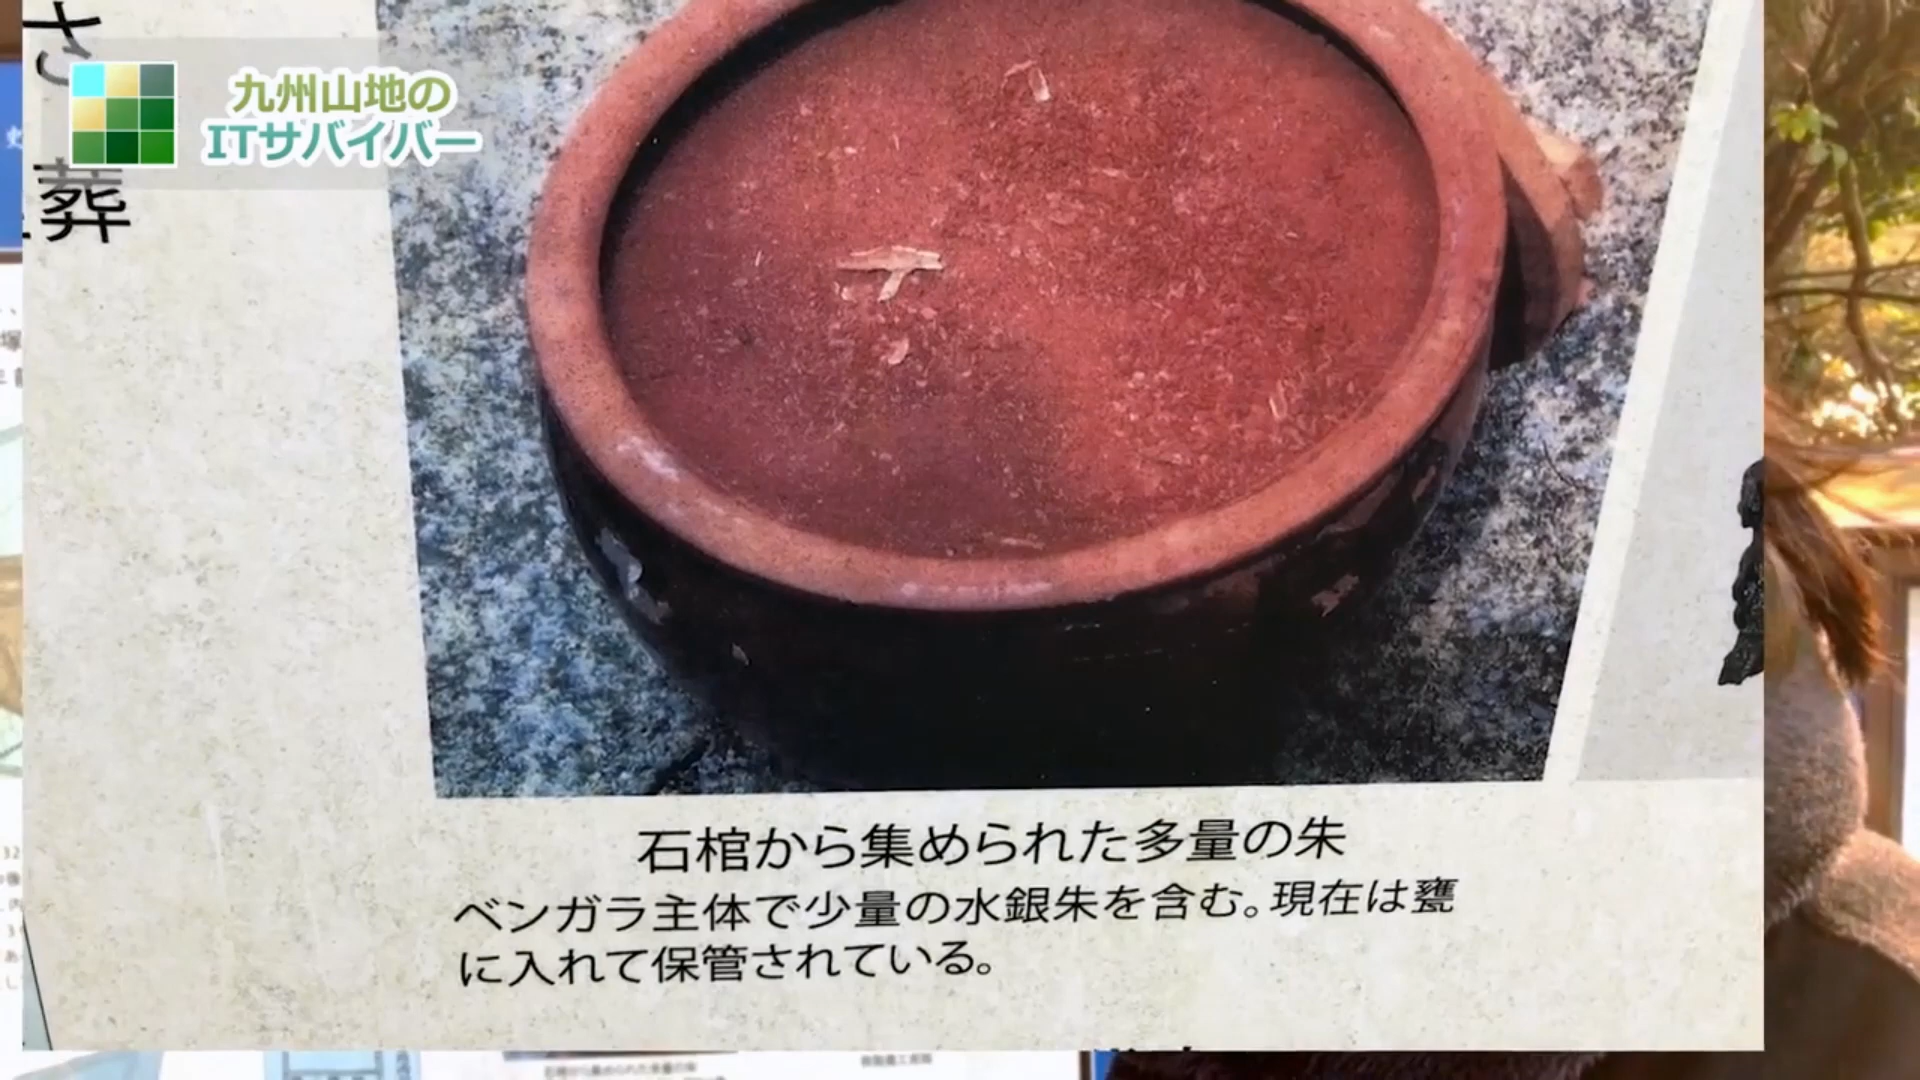 さ
葬
九州山地の
ITサバイバー
石棺から集められた多量の朱
ベンガラ主体で少量の水銀朱を含む。現在は甕
に入れて保管されている。